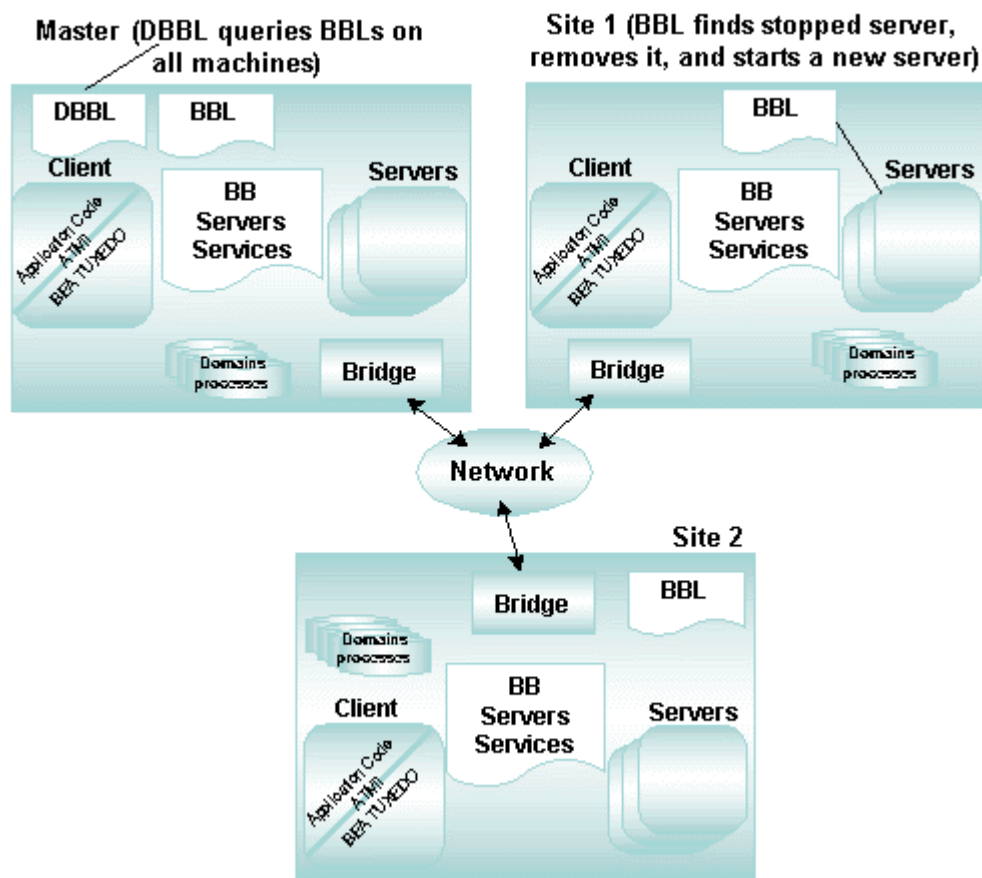 Master (DBBL queries BBLs on
all machines)
DBBL
BBL
Client
Application Code
ATMI
BEA TUXEDO
BB
Servers
Services
Servers
Domains
processes
Bridge
Site 1 (BBL finds stopped server,
removes it, and starts a new server)
BBL
Client
Application Code
ATMI
BEA TUXEDO
BB
Servers
Services
Servers
Bridge
Domains
processes
Network
Site 2
Bridge
BBL
Domains
processes
Client
Application Code
ATMI
BEA TUXEDO
BB
Servers
Services
Servers